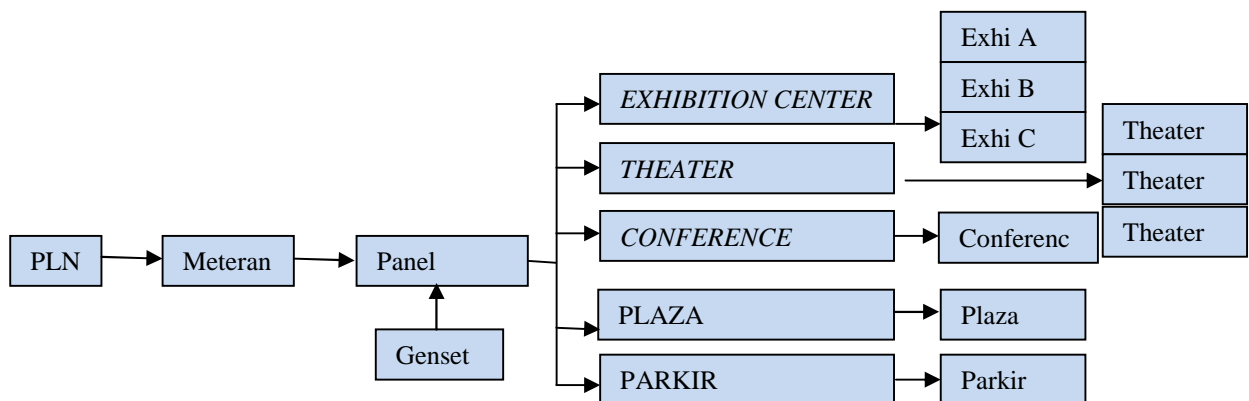 PLN
Meteran
Panel
Genset
EXHIBITION CENTER
THEATER
CONFERENCE
PLAZA
PARKIR
Exhi A
Exhi B
Exhi C
Theater
Theater
Theater
Conferenc
Plaza
Parkir